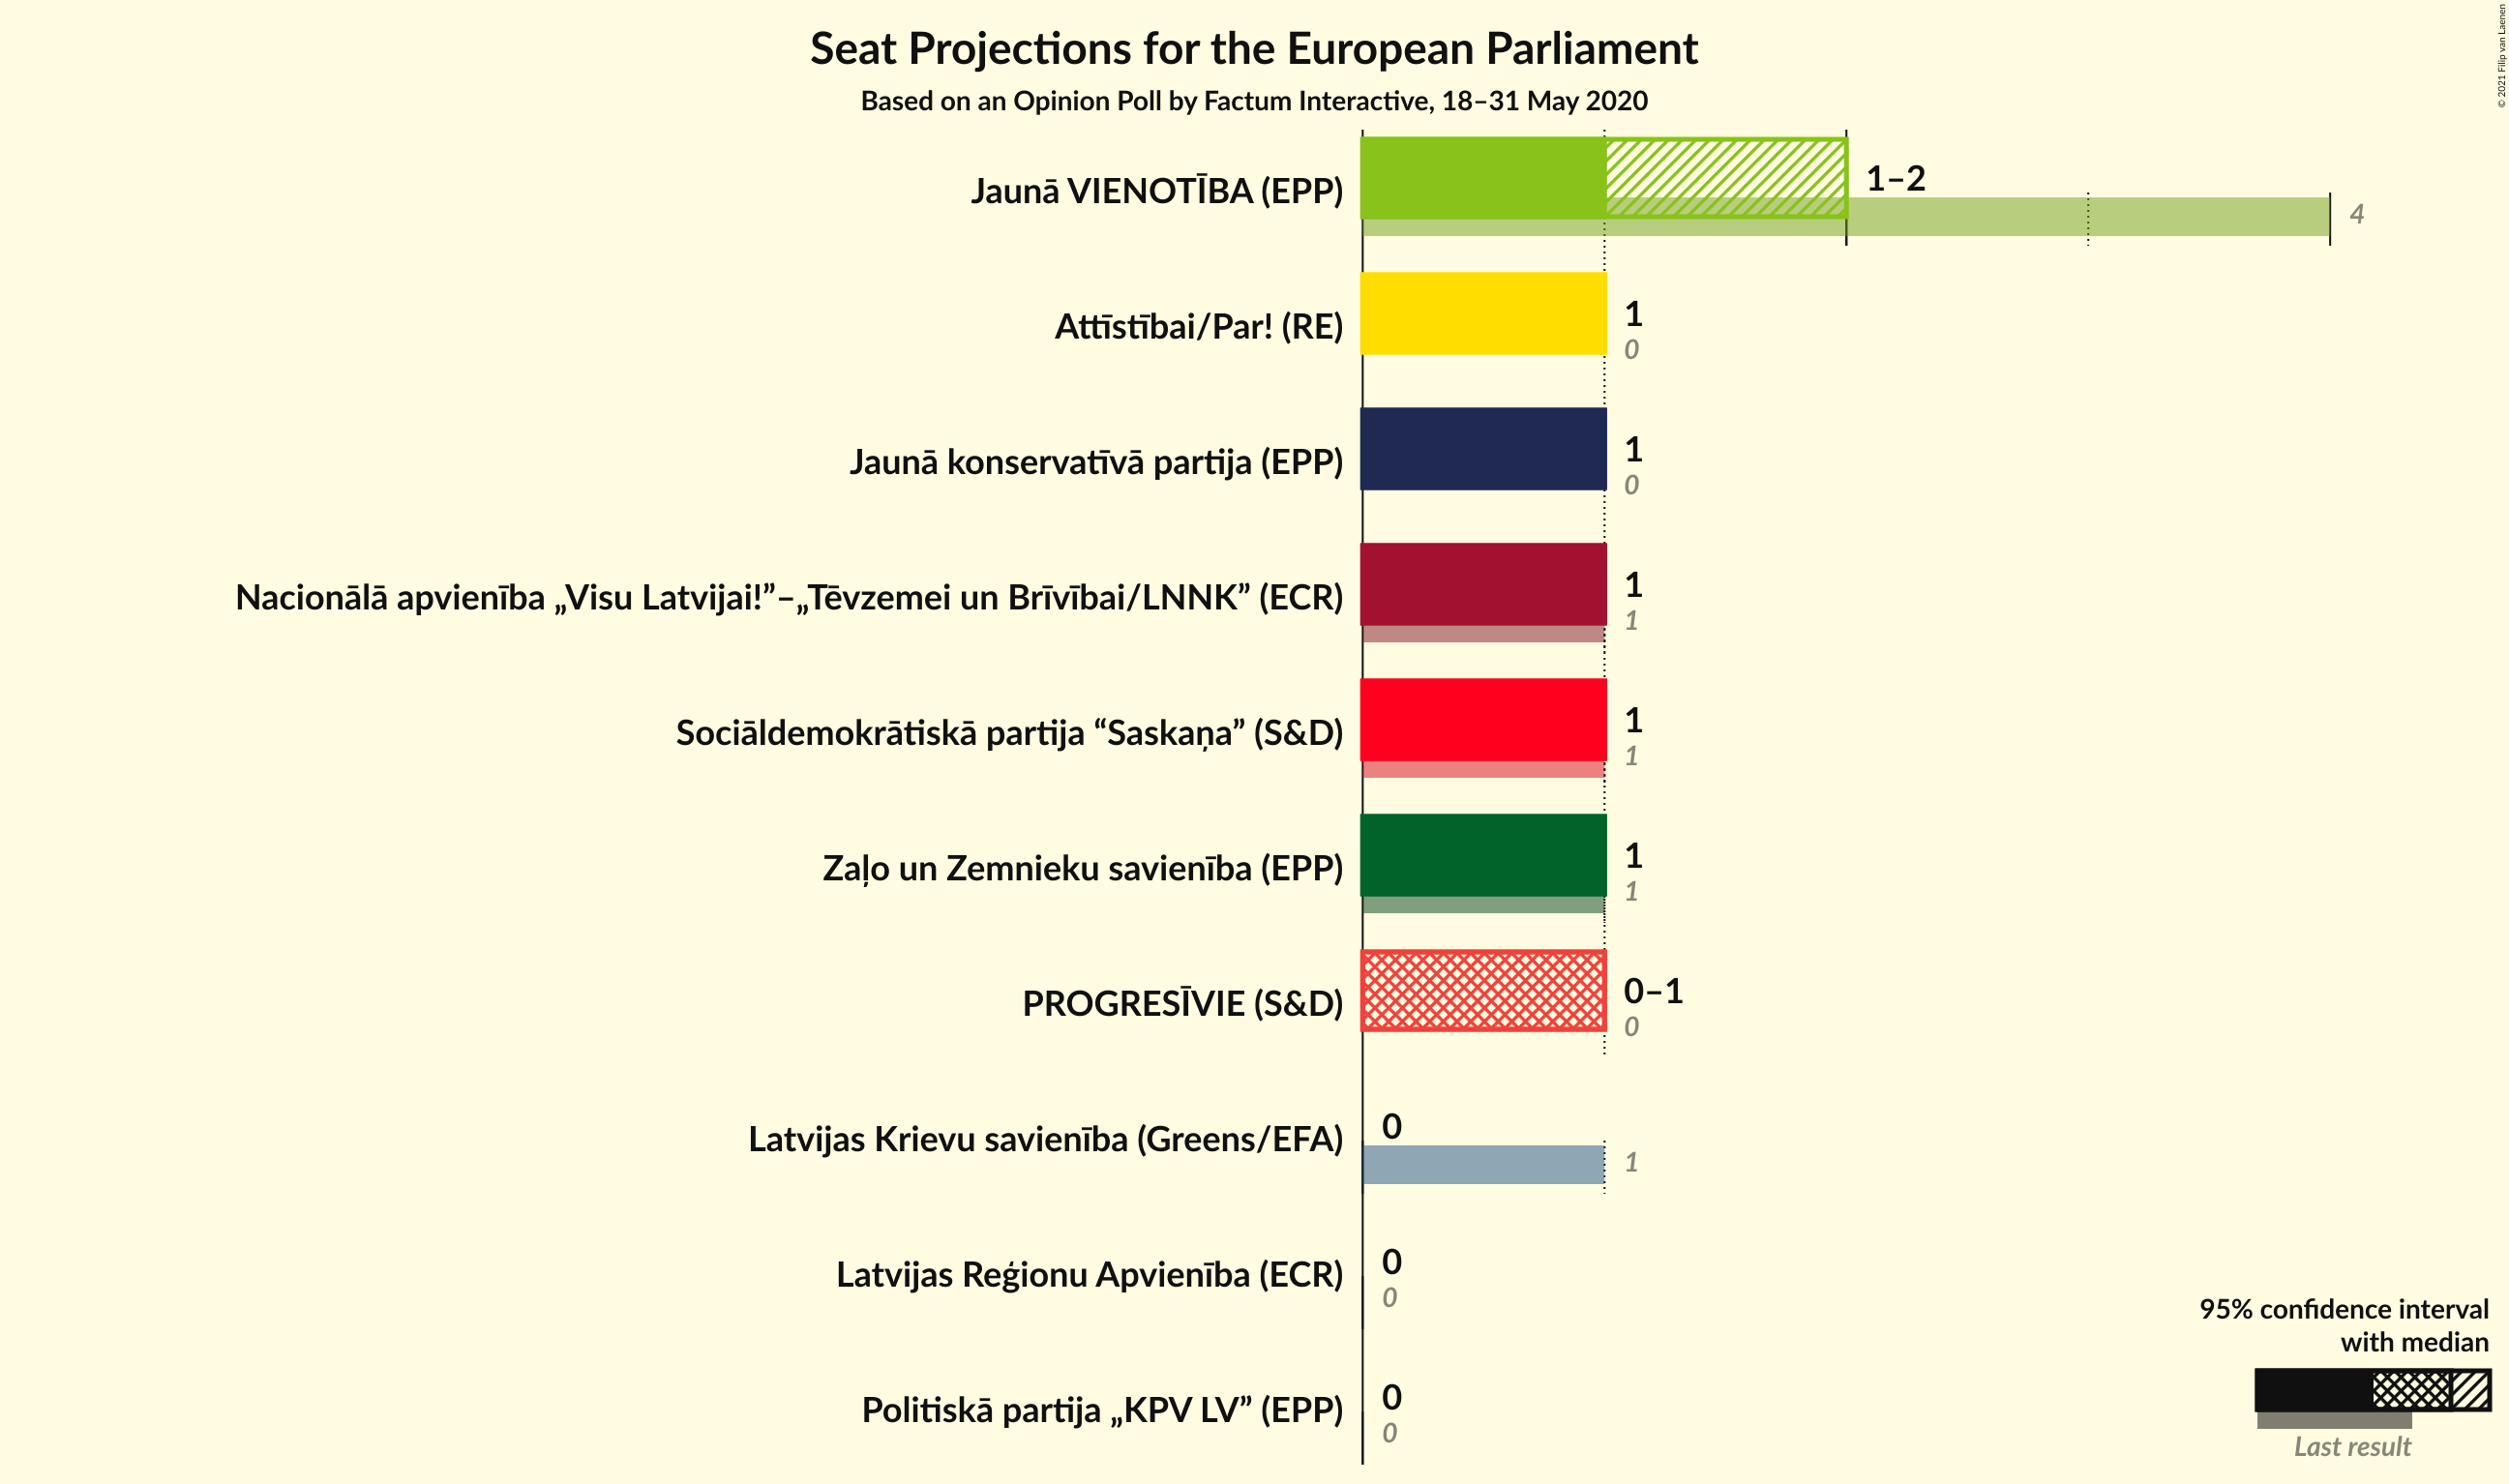 Seat Projections for the European Parliament
Based on an Opinion Poll by Factum Interactive, 18–31 May 2020
© 2021 Filip van Laenen
Jaunā VIENOTĪBA (EPP)
1–2
4
Attīstībai/Par! (RE)
1
0
Jaunā konservatīvā partija (EPP)
1
0
Nacionālā apvienība „Visu Latvijai!”–„Tēvzemei un Brīvībai/LNNK” (ECR)
1
1
Sociāldemokrātiskā partija “Saskaņa” (S&D)
1
1
Zaļo un Zemnieku savienība (EPP)
1
1
PROGRESĪVIE (S&D)
0–1
0
Latvijas Krievu savienība (Greens/EFA)
0
1
Latvijas Reģionu Apvienība (ECR)
0
0
Politiskā partija „KPV LV” (EPP)
0
0
95% confidence interval
with median
Last result